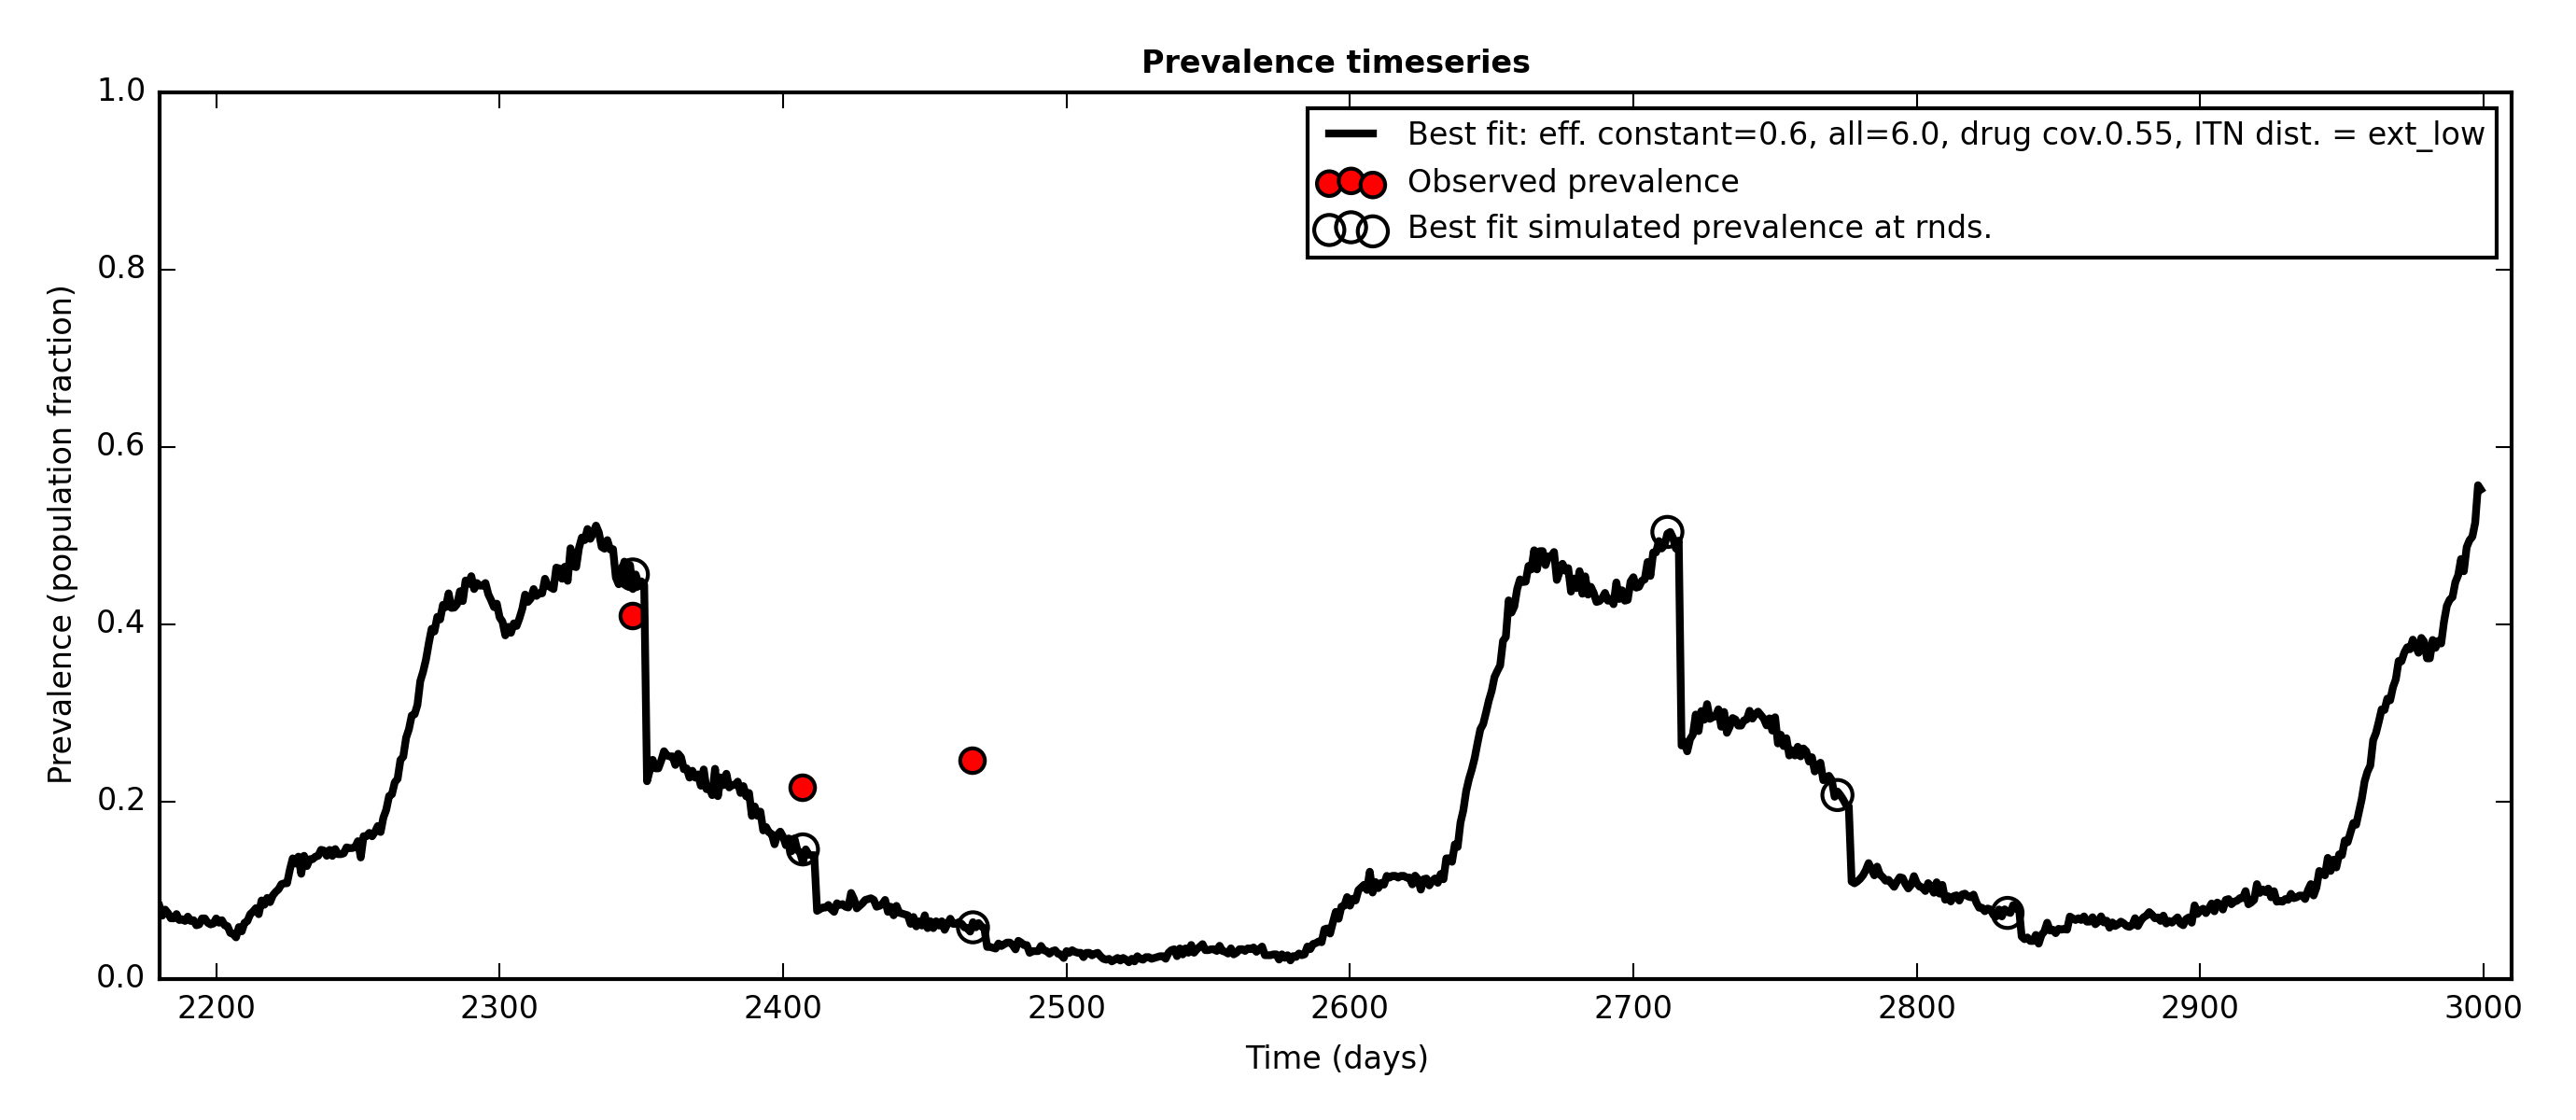 Prevalence timeseries
1.0
0.8
0.6
0.4
0.2
0.0
Prevalence (population fraction)
Best fit: eff. constant=0.6, all=6.0, drug cov.0.55, ITN dist. = ext_low
Observed prevalence
Best fit simulated prevalence at rnds.
2200 2300 2400 2500 2600 2700 2800 2900 3000
Time (days)